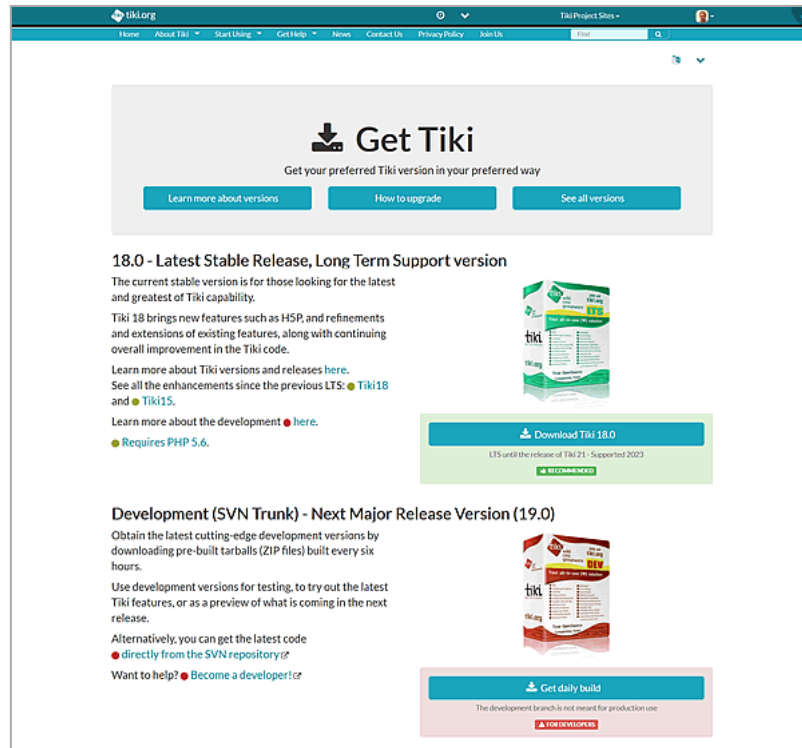 tiki.org
Tiki Project Sites
Home About Tiki Start Using Get Help News Contact Us Privacy Policy Join Us Find
Get Tiki
Get your preferred Tiki version in your preferred way
Learn more about versions How to upgrade See all versions
18.0 - Latest Stable Release, Long Term Support version
The current stable version is for those looking for the latest
and greatest of Tiki capability.
Tiki 18 brings new features such as H5P, and refinements
and extensions of existing features, along with continuing
overall improvement in the Tiki code.
Learn more about Tiki versions and releases here.
See all the enhancements since the previous LTS: Tiki18
and Tiki15.
Learn more about the development here.
Requires PHP 5.6.
tiki
tiki.org
LTS
tiki
Download Tiki 18.0
LTS until the release of Tiki 21 - Supported 2023
RECOMMENDED
Development (SVN Trunk) - Next Major Release Version (19.0)
Obtain the latest cutting-edge development versions by
downloading pre-built tarballs (ZIP files) built every six
hours.
Use development versions for testing, to try out the latest
Tiki features, or as a preview of what is coming in the next
release.
Alternatively, you can get the latest code
directly from the SVN repository
Want to help? Become a developer!
tiki
tiki.org
DEV
tiki
Get daily build
The development branch is not meant for production use
FOR DEVELOPERS